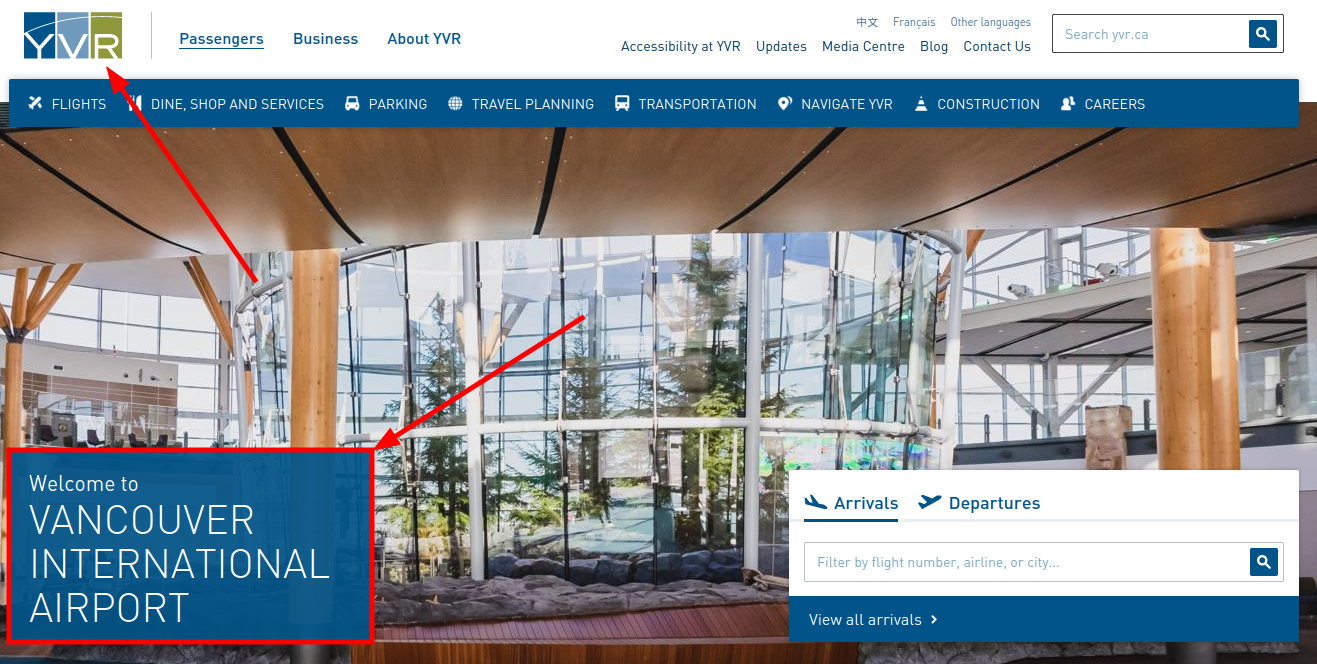 YVR
Passengers Business About YVR
中文 Français Other languages
Accessibility at YVR Updates Media Centre Blog Contact Us
Search yvr.ca
FLIGHTS DINE, SHOP AND SERVICES PARKING TRAVEL PLANNING TRANSPORTATION NAVIGATE YVR CONSTRUCTION CAREERS
Welcome to
VANCOUVER
INTERNATIONAL
AIRPORT
Arrivals Departures
Filter by flight number, airline, or city...
View all arrivals